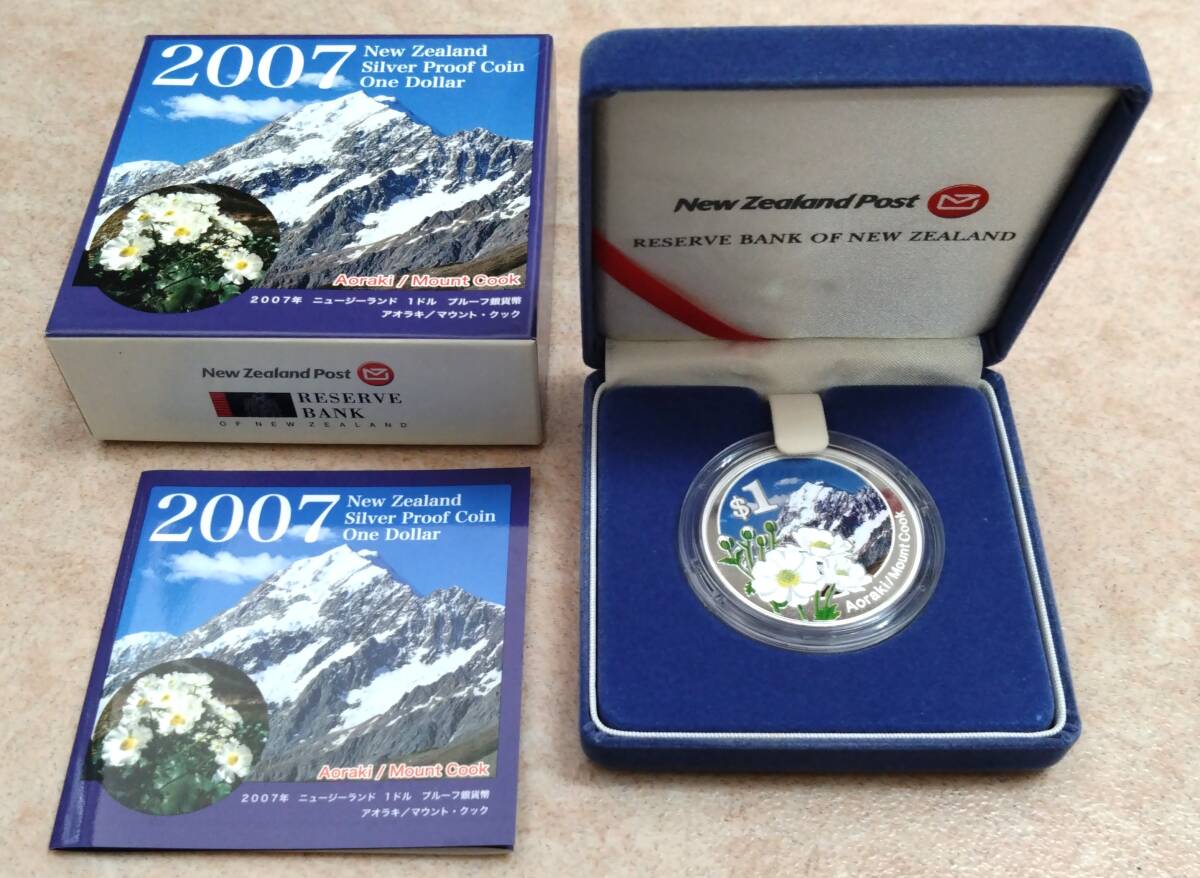 2007
New Zealand
Silver Proof Coin
One Dollar
Aoraki / Mount Cook
2007年 ニュージーランド 1ドル プルーフ銀貨幣
アオラキ／マウント・クック
New Zealand Post
RESERVE
BANK
OF NEW ZEALAND
2007
New Zealand
Silver Proof Coin
One Dollar
Aoraki / Mount Cook
2007年 ニュージーランド 1ドル プルーフ銀貨幣
アオラキ／マウント・クック
New Zealand Post
RESERVE BANK OF NEW ZEALAND
$1
Aoraki/Mount Cook